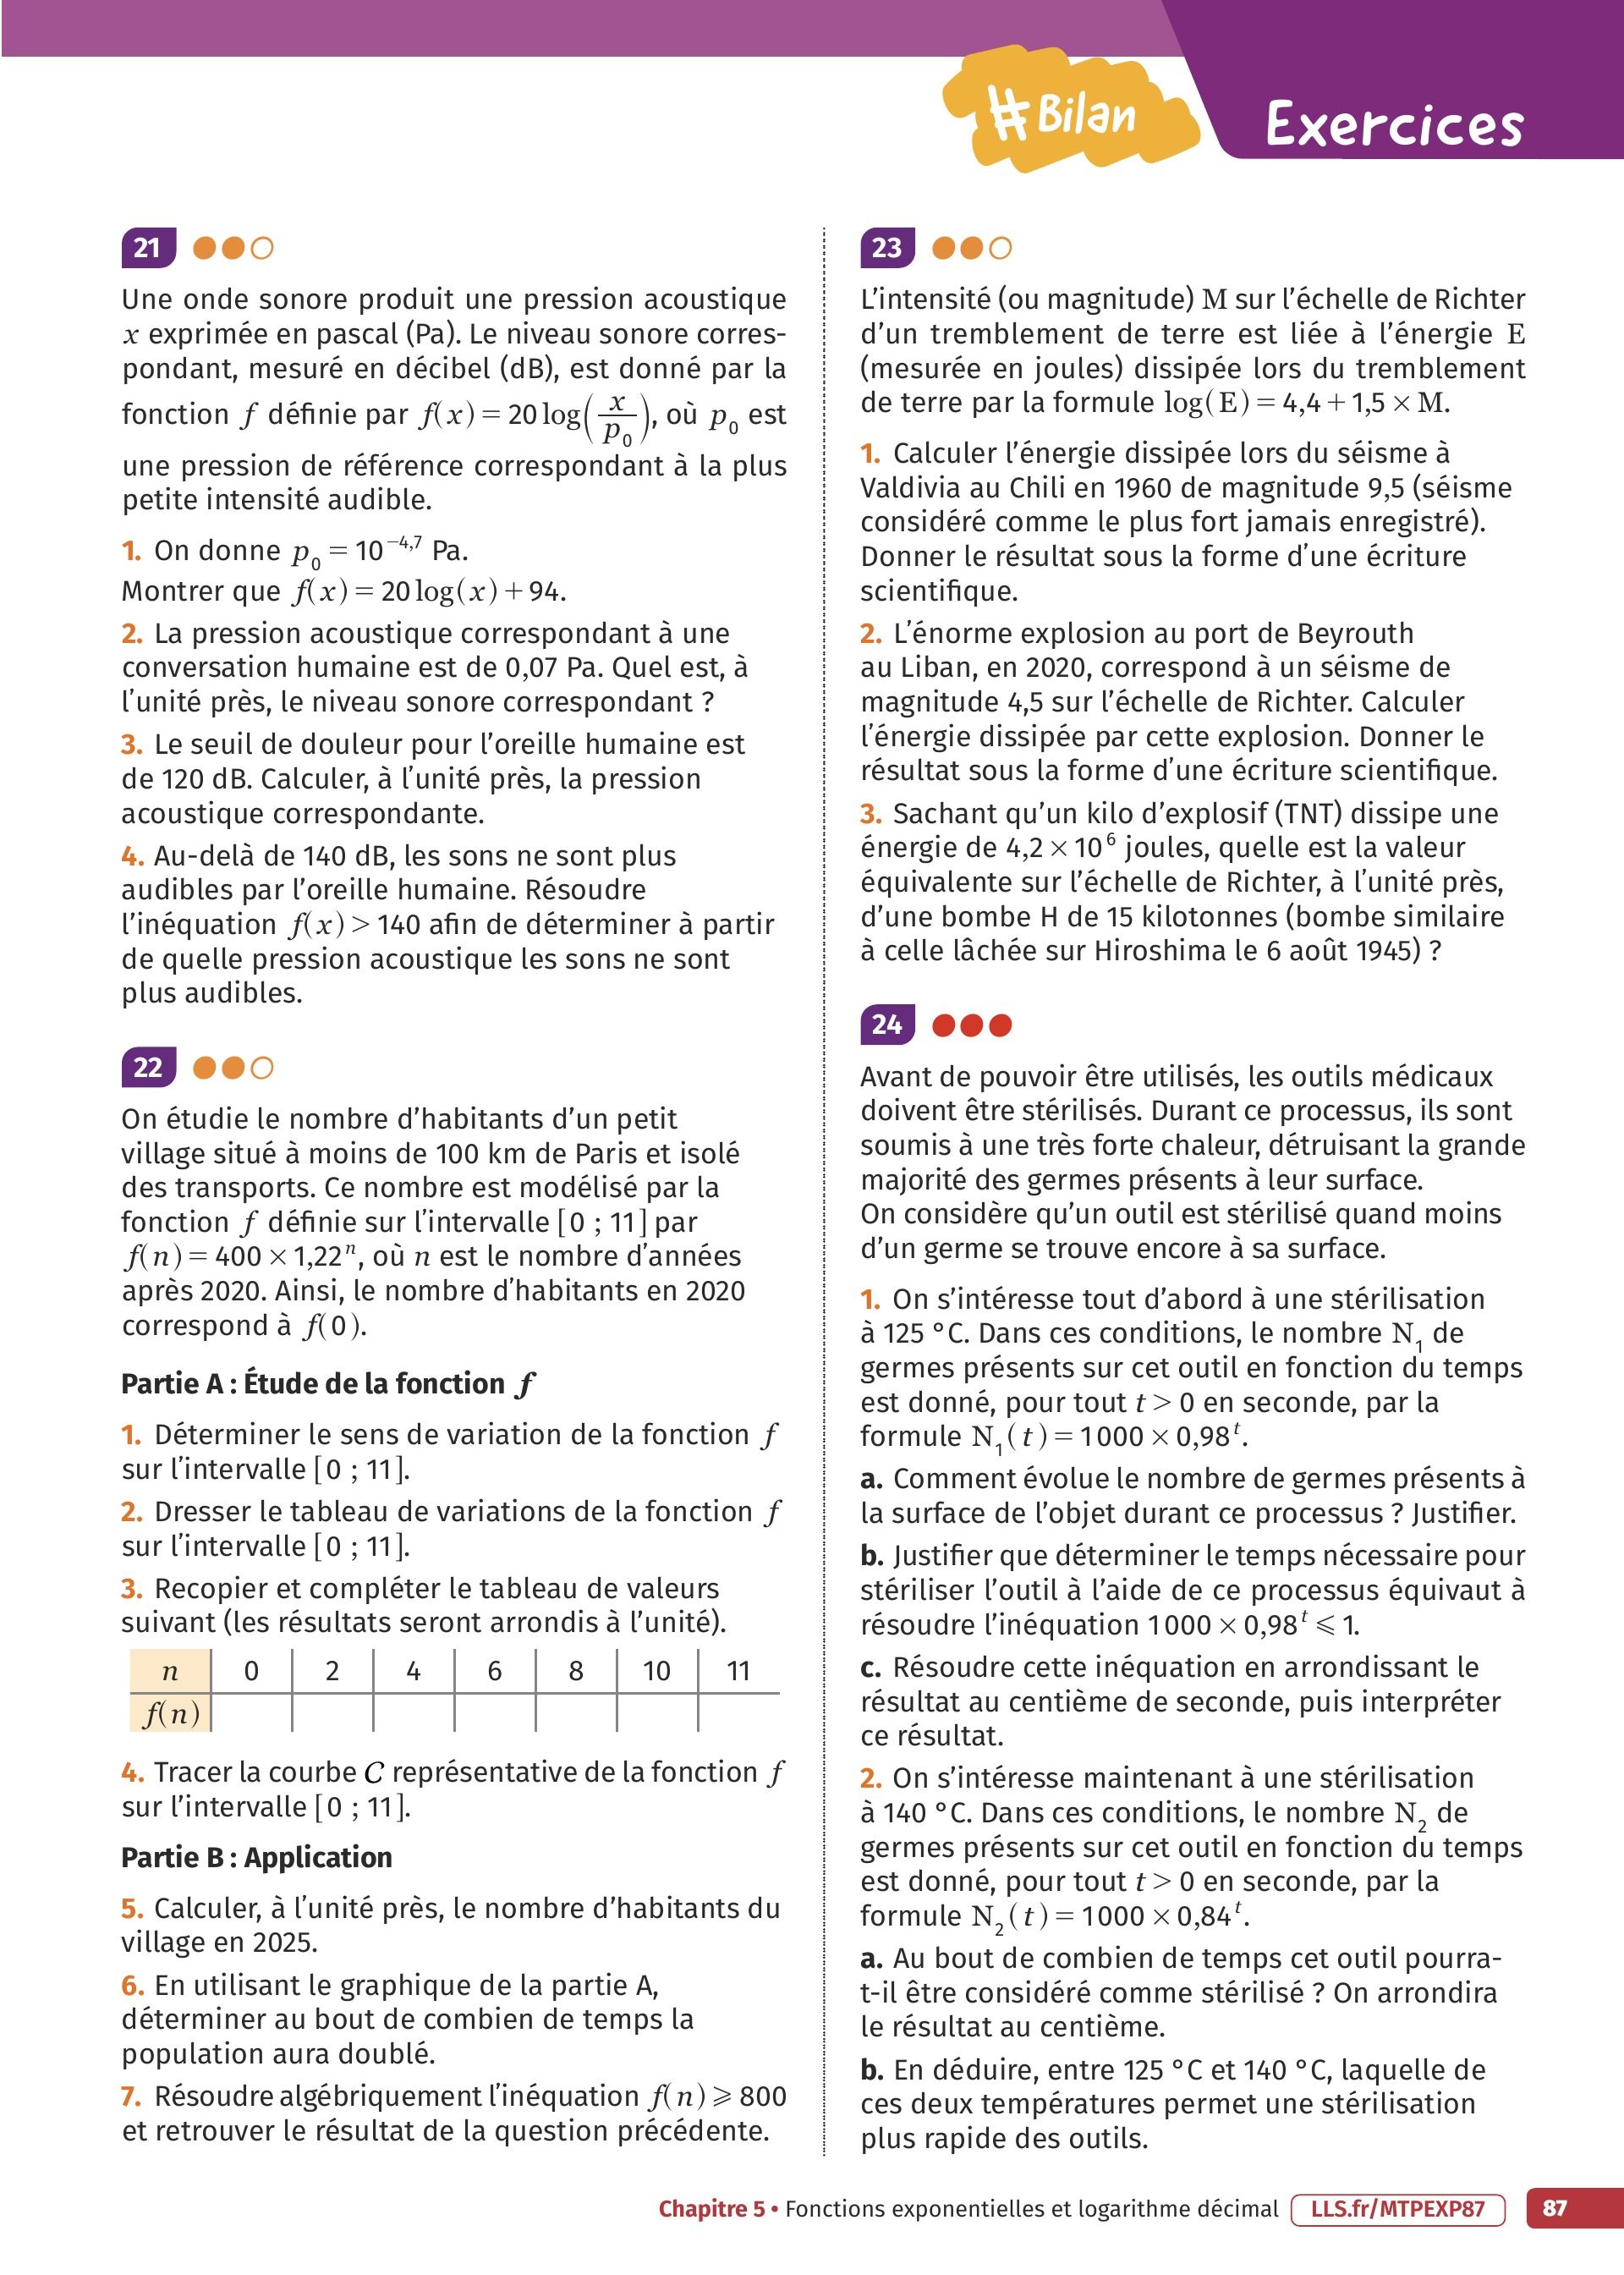 #Bilan
Exercices
21
Une onde sonore produit une pression acoustique
x exprimée en pascal (Pa). Le niveau sonore corres-
pondant, mesuré en décibel (dB), est donné par la
fonction f définie par f(x) = 20 log(x/p₀), où p₀ est
une pression de référence correspondant à la plus
petite intensité audible.
1. On donne p₀ = 10⁻⁴,⁷ Pa.
Montrer que f(x) = 20 log(x) + 94.
2. La pression acoustique correspondant à une
conversation humaine est de 0,07 Pa. Quel est, à
l'unité près, le niveau sonore correspondant ?
3. Le seuil de douleur pour l'oreille humaine est
de 120 dB. Calculer, à l'unité près, la pression
acoustique correspondante.
4. Au-delà de 140 dB, les sons ne sont plus
audibles par l'oreille humaine. Résoudre
l'inéquation f(x) > 140 afin de déterminer à partir
de quelle pression acoustique les sons ne sont
plus audibles.
22
On étudie le nombre d'habitants d'un petit
village situé à moins de 100 km de Paris et isolé
des transports. Ce nombre est modélisé par la
fonction f définie sur l'intervalle [0 ; 11] par
f(n) = 400 × 1,22ⁿ, où n est le nombre d'années
après 2020. Ainsi, le nombre d'habitants en 2020
correspond à f(0).
Partie A : Étude de la fonction f
1. Déterminer le sens de variation de la fonction f
sur l'intervalle [0 ; 11].
2. Dresser le tableau de variations de la fonction f
sur l'intervalle [0 ; 11].
3. Recopier et compléter le tableau de valeurs
suivant (les résultats seront arrondis à l'unité).
n 0 2 4 6 8 10 11
f(n)
4. Tracer la courbe 𝒞 représentative de la fonction f
sur l'intervalle [0 ; 11].
Partie B : Application
5. Calculer, à l'unité près, le nombre d'habitants du
village en 2025.
6. En utilisant le graphique de la partie A,
déterminer au bout de combien de temps la
population aura doublé.
7. Résoudre algébriquement l'inéquation f(n) ⩾ 800
et retrouver le résultat de la question précédente.
23
L'intensité (ou magnitude) M sur l'échelle de Richter
d'un tremblement de terre est liée à l'énergie E
(mesurée en joules) dissipée lors du tremblement
de terre par la formule log(E) = 4,4 + 1,5 × M.
1. Calculer l'énergie dissipée lors du séisme à
Valdivia au Chili en 1960 de magnitude 9,5 (séisme
considéré comme le plus fort jamais enregistré).
Donner le résultat sous la forme d'une écriture
scientifique.
2. L'énorme explosion au port de Beyrouth
au Liban, en 2020, correspond à un séisme de
magnitude 4,5 sur l'échelle de Richter. Calculer
l'énergie dissipée par cette explosion. Donner le
résultat sous la forme d'une écriture scientifique.
3. Sachant qu'un kilo d'explosif (TNT) dissipe une
énergie de 4,2 × 10⁶ joules, quelle est la valeur
équivalente sur l'échelle de Richter, à l'unité près,
d'une bombe H de 15 kilotonnes (bombe similaire
à celle lâchée sur Hiroshima le 6 août 1945) ?
24
Avant de pouvoir être utilisés, les outils médicaux
doivent être stérilisés. Durant ce processus, ils sont
soumis à une très forte chaleur, détruisant la grande
majorité des germes présents à leur surface.
On considère qu'un outil est stérilisé quand moins
d'un germe se trouve encore à sa surface.
1. On s'intéresse tout d'abord à une stérilisation
à 125 °C. Dans ces conditions, le nombre N₁ de
germes présents sur cet outil en fonction du temps
est donné, pour tout t > 0 en seconde, par la
formule N₁(t) = 1 000 × 0,98ᵗ.
a. Comment évolue le nombre de germes présents à
la surface de l'objet durant ce processus ? Justifier.
b. Justifier que déterminer le temps nécessaire pour
stériliser l'outil à l'aide de ce processus équivaut à
résoudre l'inéquation 1 000 × 0,98ᵗ ⩽ 1.
c. Résoudre cette inéquation en arrondissant le
résultat au centième de seconde, puis interpréter
ce résultat.
2. On s'intéresse maintenant à une stérilisation
à 140 °C. Dans ces conditions, le nombre N₂ de
germes présents sur cet outil en fonction du temps
est donné, pour tout t > 0 en seconde, par la
formule N₂(t) = 1 000 × 0,84ᵗ.
a. Au bout de combien de temps cet outil pourra-
t-il être considéré comme stérilisé ? On arrondira
le résultat au centième.
b. En déduire, entre 125 °C et 140 °C, laquelle de
ces deux températures permet une stérilisation
plus rapide des outils.
Chapitre 5 • Fonctions exponentielles et logarithme décimal LLS.fr/MTPEXP87 87